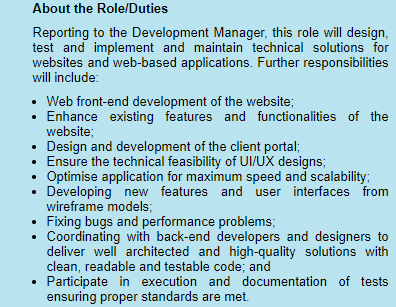 About the Role/Duties
Reporting to the Development Manager, this role will design,
test and implement and maintain technical solutions for
websites and web-based applications. Further responsibilities
will include:
• Web front-end development of the website;
• Enhance existing features and functionalities of the
website;
• Design and development of the client portal;
• Ensure the technical feasibility of UI/UX designs;
• Optimise application for maximum speed and scalability;
• Developing new features and user interfaces from
wireframe models;
• Fixing bugs and performance problems;
• Coordinating with back-end developers and designers to
deliver well architected and high-quality solutions with
clean, readable and testable code; and
• Participate in execution and documentation of tests
ensuring proper standards are met.